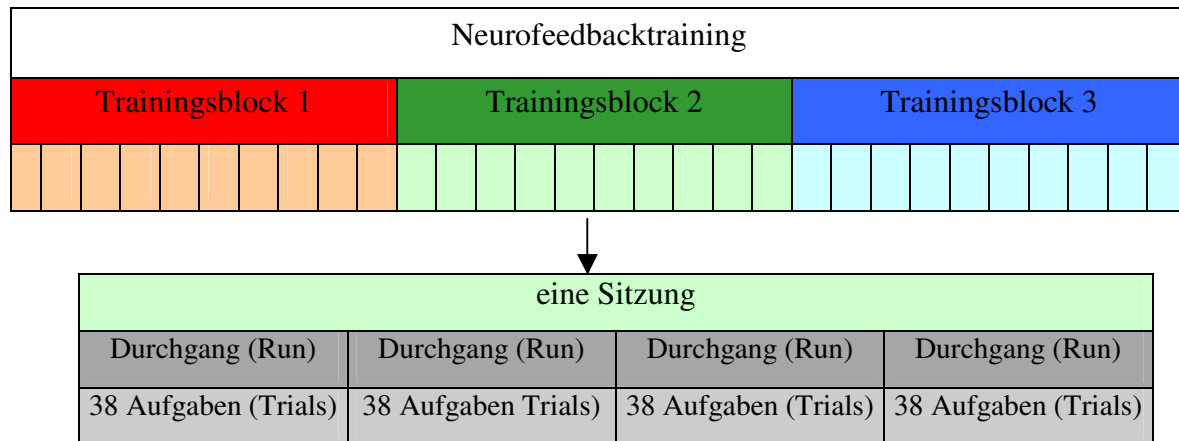 Neurofeedbacktraining
Trainingsblock 1 Trainingsblock 2 Trainingsblock 3
eine Sitzung
Durchgang (Run) Durchgang (Run) Durchgang (Run) Durchgang (Run)
38 Aufgaben (Trials) 38 Aufgaben Trials) 38 Aufgaben (Trials) 38 Aufgaben (Trials)